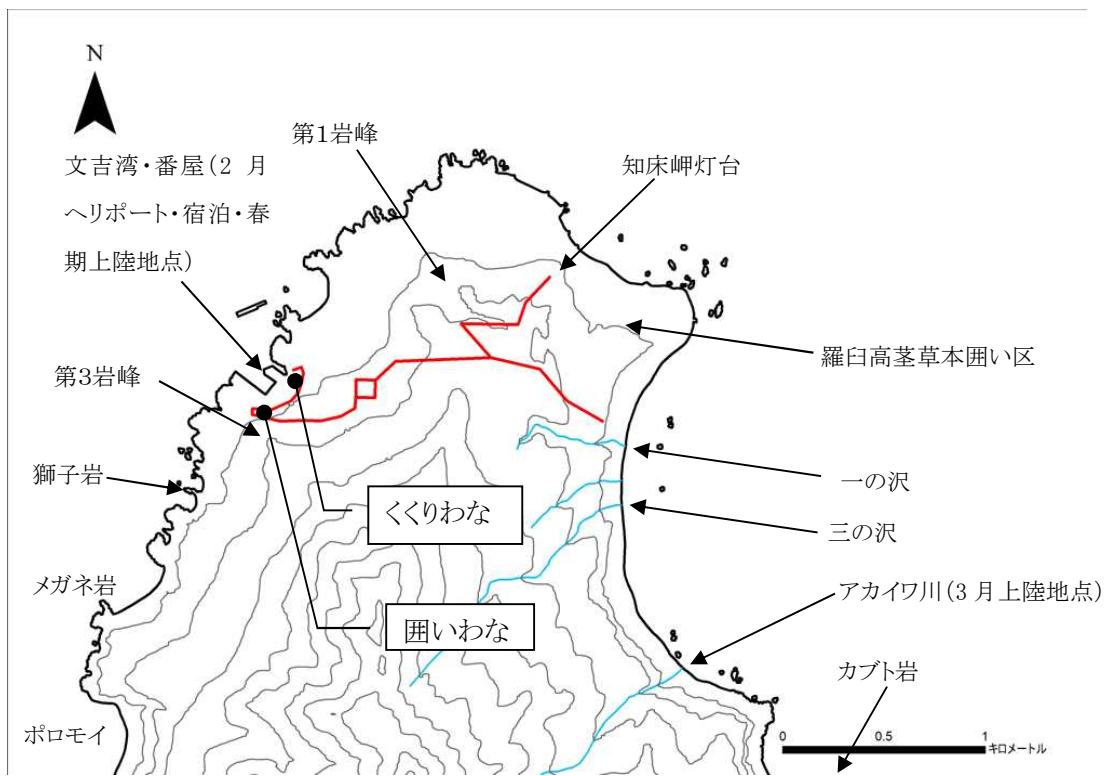 N
第1岩峰
知床岬灯台
文吉湾・番屋(2 月
ヘリポート・宿泊・春
期上陸地点)
羅臼高茎草本囲い区
第3岩峰
獅子岩
一の沢
くくりわな
三の沢
メガネ岩
アカイワ川(3 月上陸地点)
囲いわな
カブト岩
ポロモイ
0 0.5 1
キロメートル